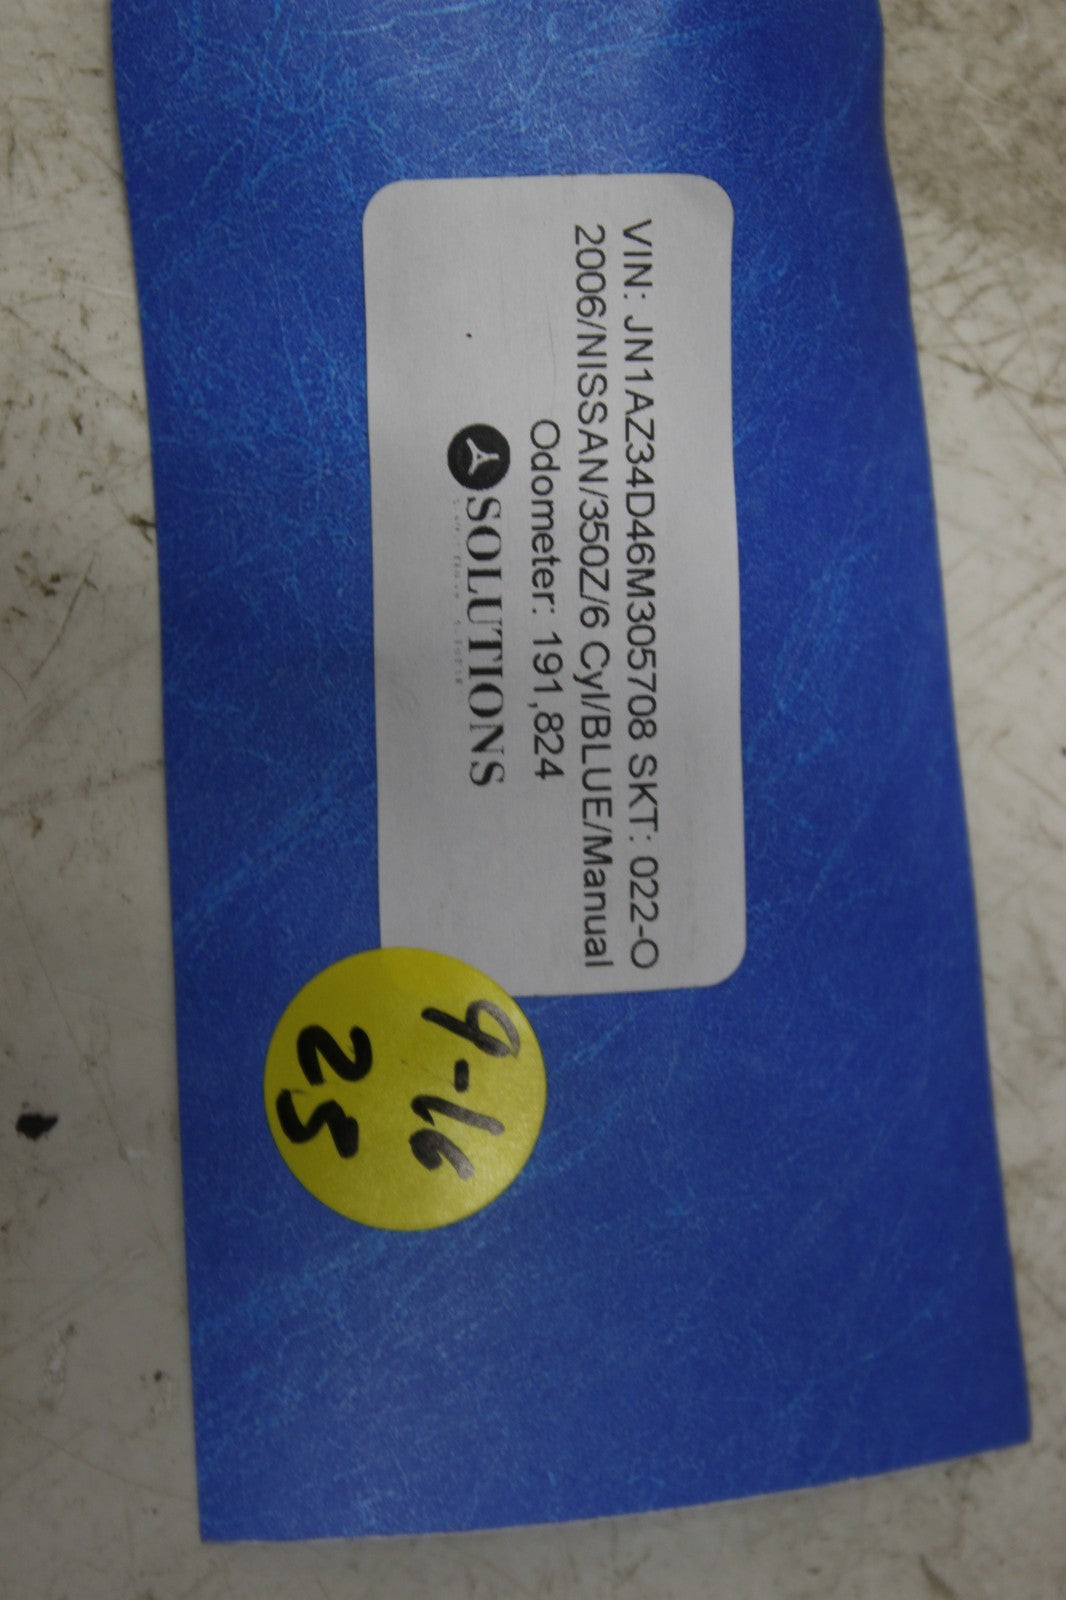 VIN: JN1AZ34D46M305708 SKT: 022-O
2006/NISSAN/350Z/6 Cyl/BLUE/Manual
Odometer: 191,824
SOLUTIONS
9-16
25